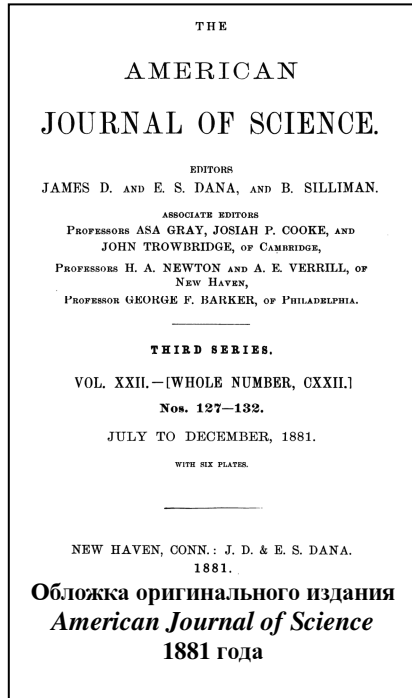 THE
AMERICAN
JOURNAL OF SCIENCE.
EDITORS
JAMES D. AND E. S. DANA, AND B. SILLIMAN.
ASSOCIATE EDITORS
PROFESSORS ASA GRAY, JOSIAH P. COOKE, AND
JOHN TROWBRIDGE, OF CAMBRIDGE,
PROFESSORS H. A. NEWTON AND A. E. VERRILL, OF
NEW HAVEN,
PROFESSOR GEORGE F. BARKER, OF PHILADELPHIA.
THIRD SERIES.
VOL. XXII.—[WHOLE NUMBER, CXXII.]
Nos. 127—132.
JULY TO DECEMBER, 1881.
WITH SIX PLATES.
NEW HAVEN, CONN.: J. D. & E. S. DANA.
1881.
Обложка оригинального издания
American Journal of Science
1881 года